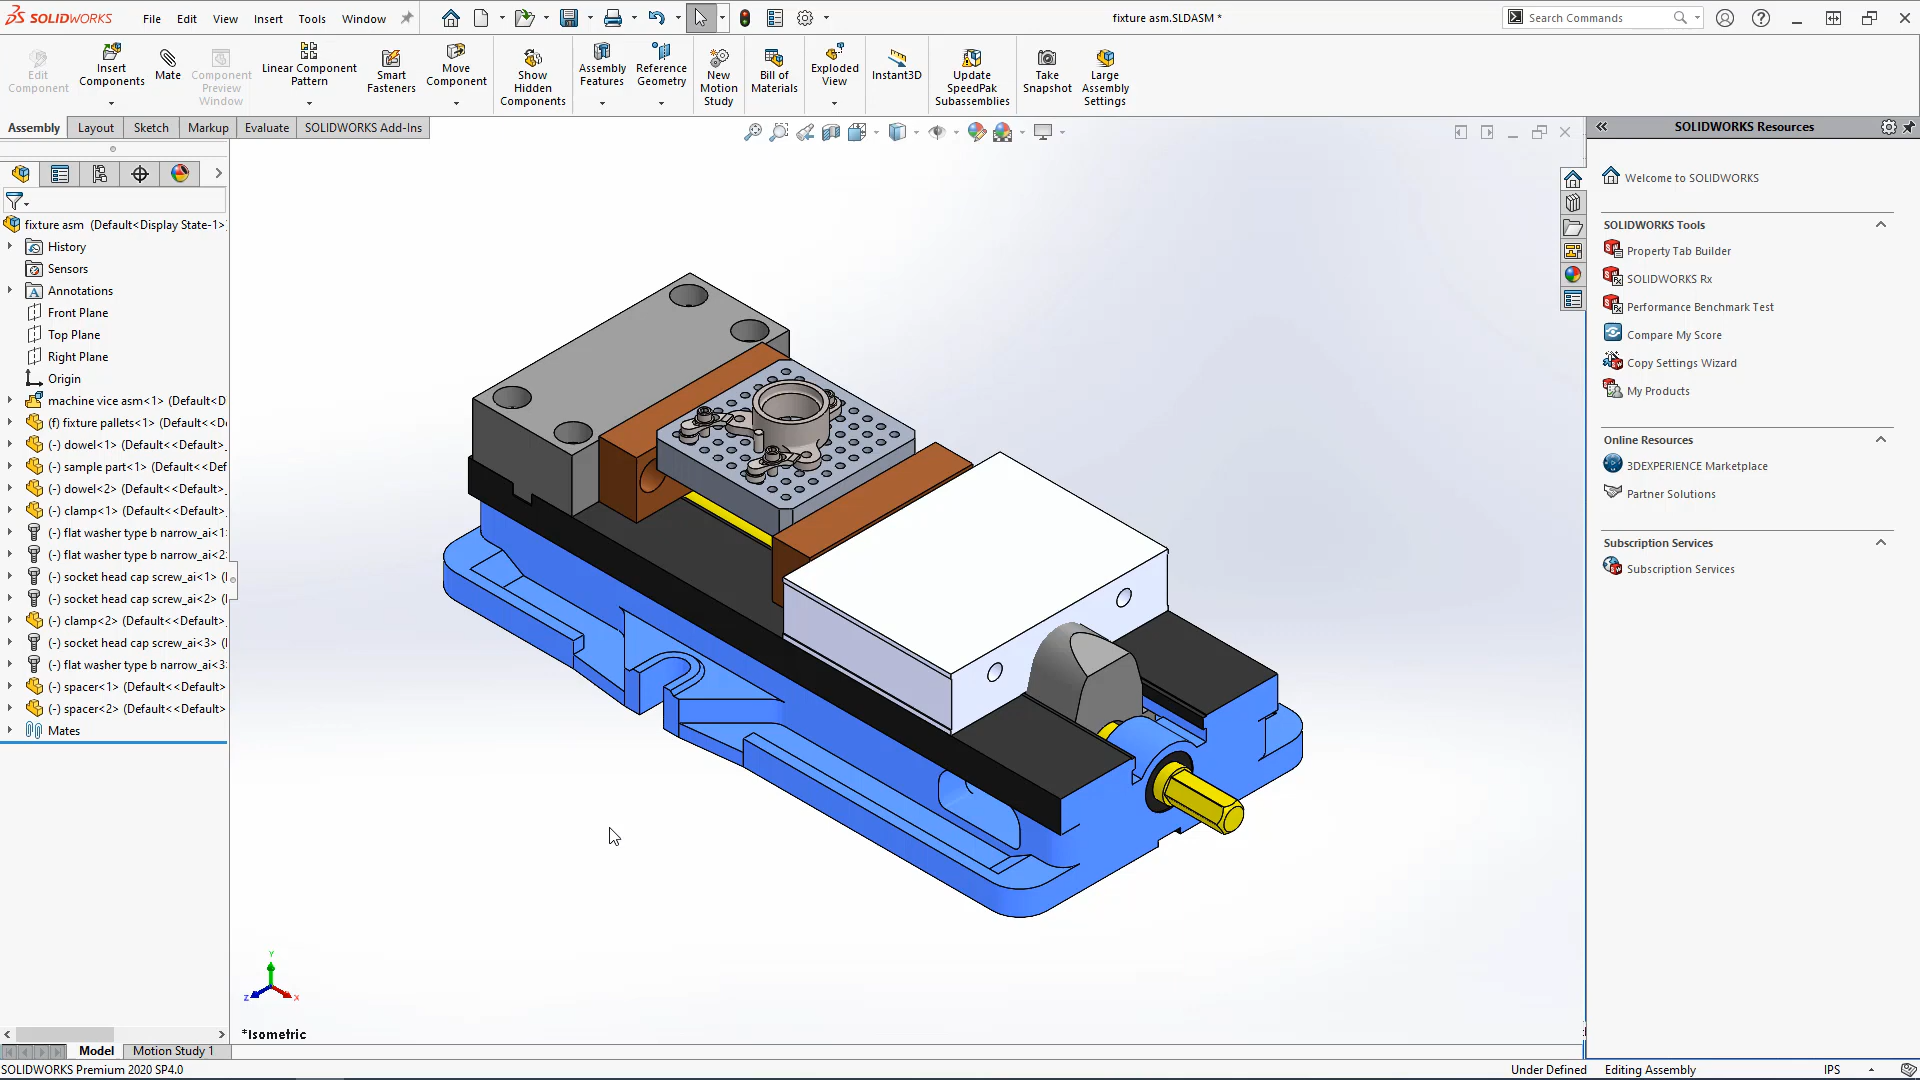 SOLIDWORKS File Edit View Insert Tools Window
fixture asm.SLDASM *
Search Commands
Edit Component
Insert Components
Mate
Component Preview Window
Linear Component Pattern
Smart Fasteners
Move Component
Show Hidden Components
Assembly Features
Reference Geometry
New Motion Study
Bill of Materials
Exploded View
Instant3D
Update SpeedPak Subassemblies
Take Snapshot
Large Assembly Settings
Assembly Layout Sketch Markup Evaluate SOLIDWORKS Add-Ins
fixture asm (Default<Display State-1>
History
Sensors
Annotations
Front Plane
Top Plane
Right Plane
Origin
machine vice asm<1> (Default<D
(f) fixture pallets<1> (Default<<D
(-) dowel<1> (Default<<Default>
(-) sample part<1> (Default<<Def
(-) dowel<2> (Default<<Default>
(-) clamp<1> (Default<<Default>
(-) flat washer type b narrow_ai<1
(-) flat washer type b narrow_ai<2
(-) socket head cap screw_ai<1> (
(-) socket head cap screw_ai<2> (
(-) clamp<2> (Default<<Default>
(-) socket head cap screw_ai<3> (
(-) flat washer type b narrow_ai<3
(-) spacer<1> (Default<<Default>
(-) spacer<2> (Default<<Default>
Mates
Y
Z X
*Isometric
Model Motion Study 1
SOLIDWORKS Premium 2020 SP4.0
Under Defined Editing Assembly IPS
SOLIDWORKS Resources
Welcome to SOLIDWORKS
SOLIDWORKS Tools
Property Tab Builder
SOLIDWORKS Rx
Performance Benchmark Test
Compare My Score
Copy Settings Wizard
My Products
Online Resources
3DEXPERIENCE Marketplace
Partner Solutions
Subscription Services
Subscription Services